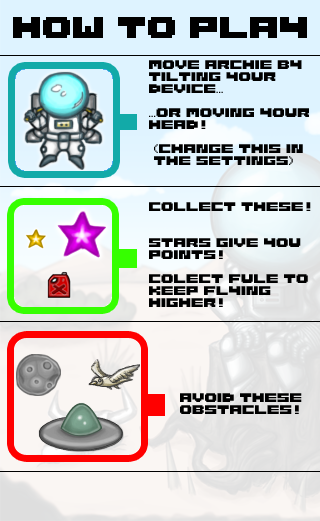 HOW TO PLAY
MOVE ARCHIE BY
TILTING YOUR
DEVICE...
...OR MOVING YOUR
HEAD!
(CHANGE THIS IN
THE SETTINGS)
COLLECT THESE!
STARS GIVE YOU
POINTS!
COLECT FULE TO
KEEP FLYING
HIGHER!
AVOID THESE
OBSTACLES!